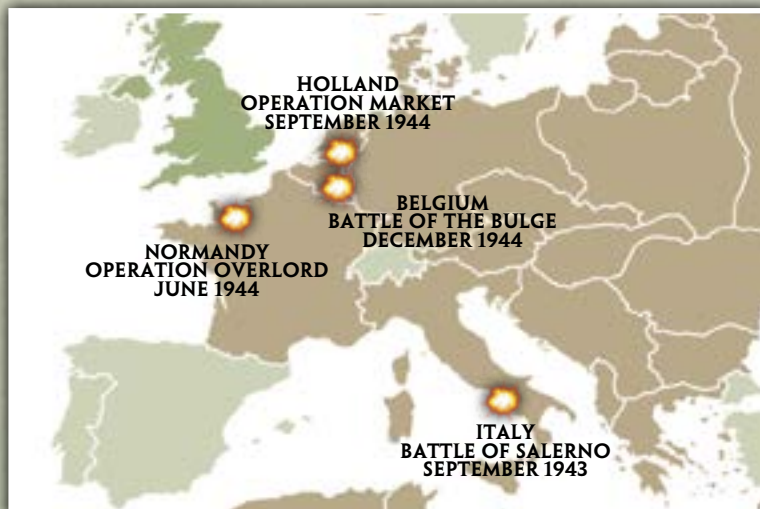 HOLLAND
OPERATION MARKET
SEPTEMBER 1944
BELGIUM
BATTLE OF THE BULGE
DECEMBER 1944
NORMANDY
OPERATION OVERLORD
JUNE 1944
ITALY
BATTLE OF SALERNO
SEPTEMBER 1943